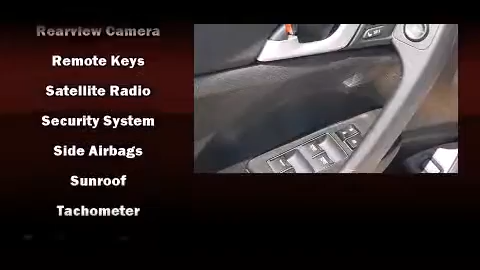 Rearview Camera
Remote Keys
Satellite Radio
Security System
Side Airbags
Sunroof
Tachometer